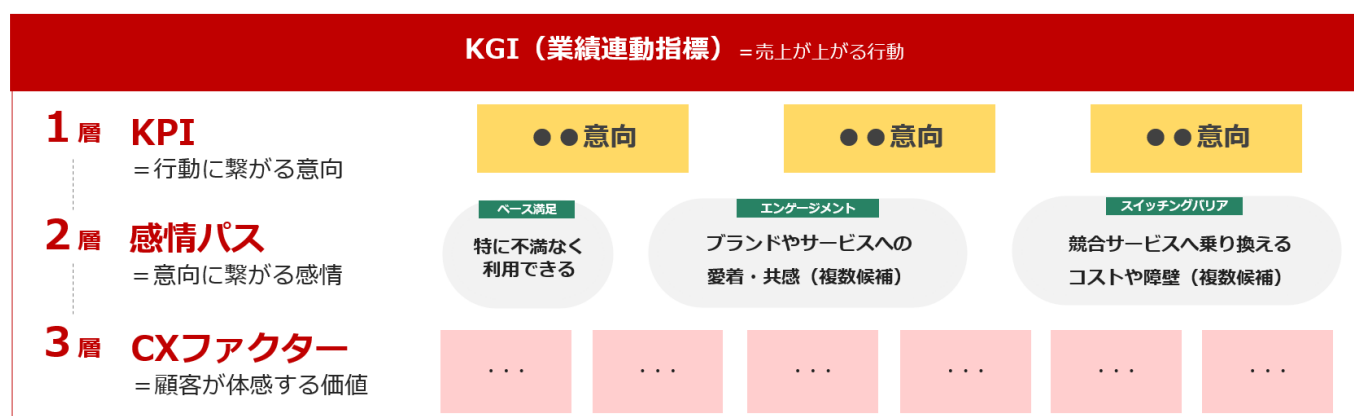 KGI（業績連動指標）＝売上が上がる行動
1層 KPI
＝行動に繋がる意向
●●意向
●●意向
●●意向
2層 感情パス
＝意向に繋がる感情
ベース満足
特に不満なく
利用できる
エンゲージメント
ブランドやサービスへの
愛着・共感（複数候補）
スイッチングバリア
競合サービスへ乗り換える
コストや障壁（複数候補）
3層 CXファクター
＝顧客が体感する価値
・・・
・・・
・・・
・・・
・・・
・・・